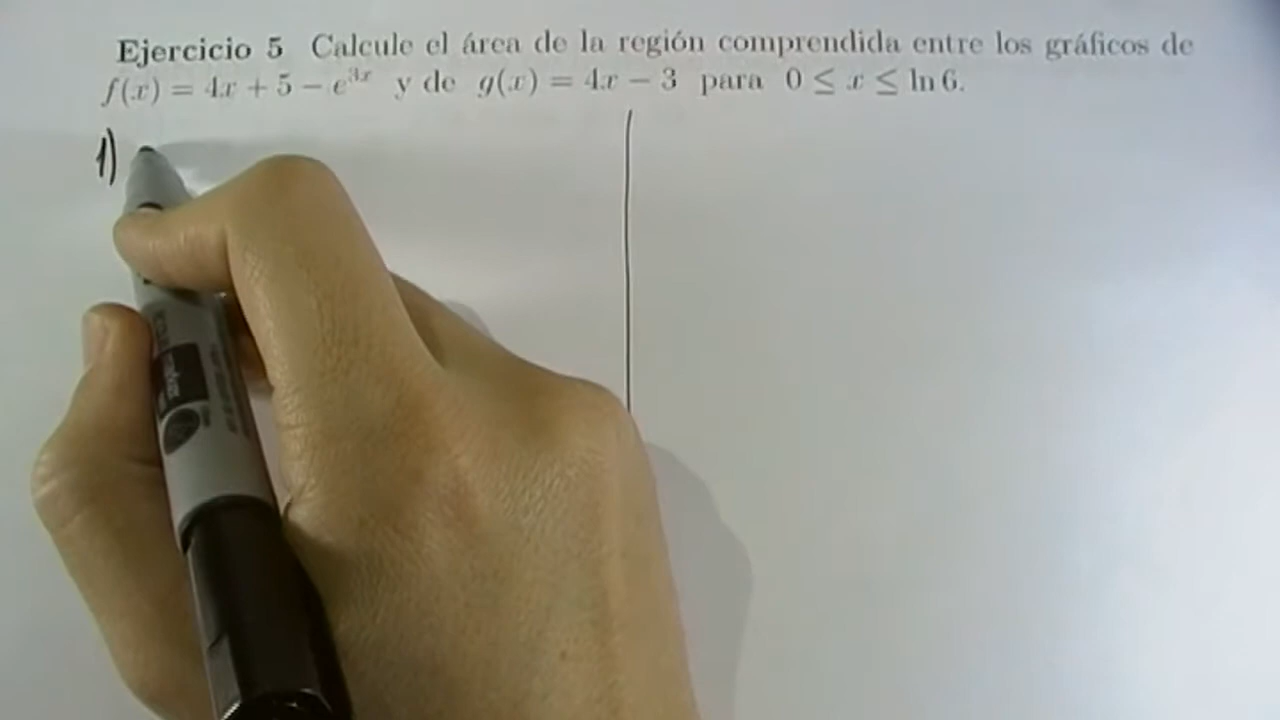 Ejercicio 5 Calcule el área de la región comprendida entre los gráficos de
f(x) = 4x + 5 − e^{3x} y de g(x) = 4x − 3 para 0 ≤ x ≤ ln 6.
1)